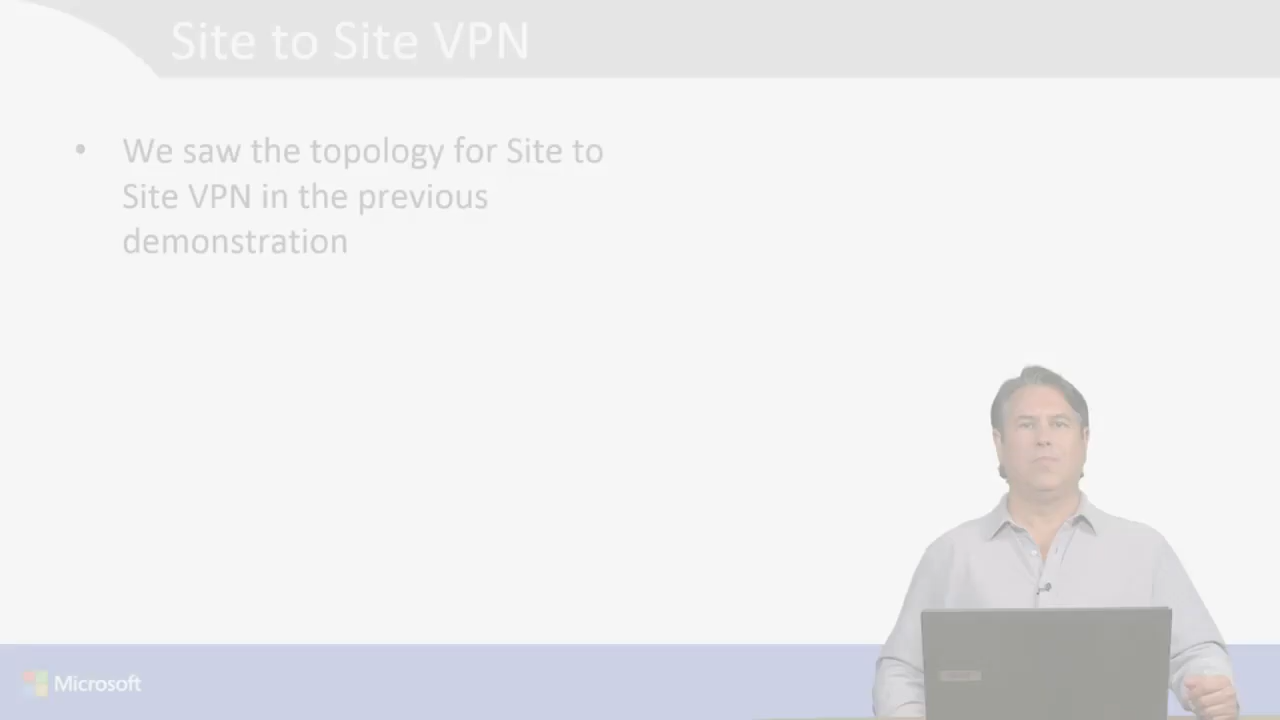 Site to Site VPN
• We saw the topology for Site to
Site VPN in the previous
demonstration
Microsoft